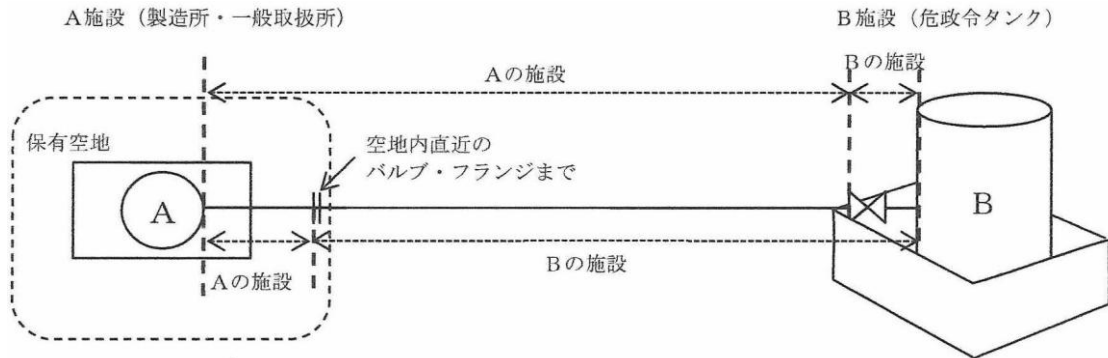 A施設（製造所・一般取扱所）
B施設（危政令タンク）
Aの施設
Bの施設
保有空地
空地内直近の
バルブ・フランジまで
A
B
Aの施設
Bの施設